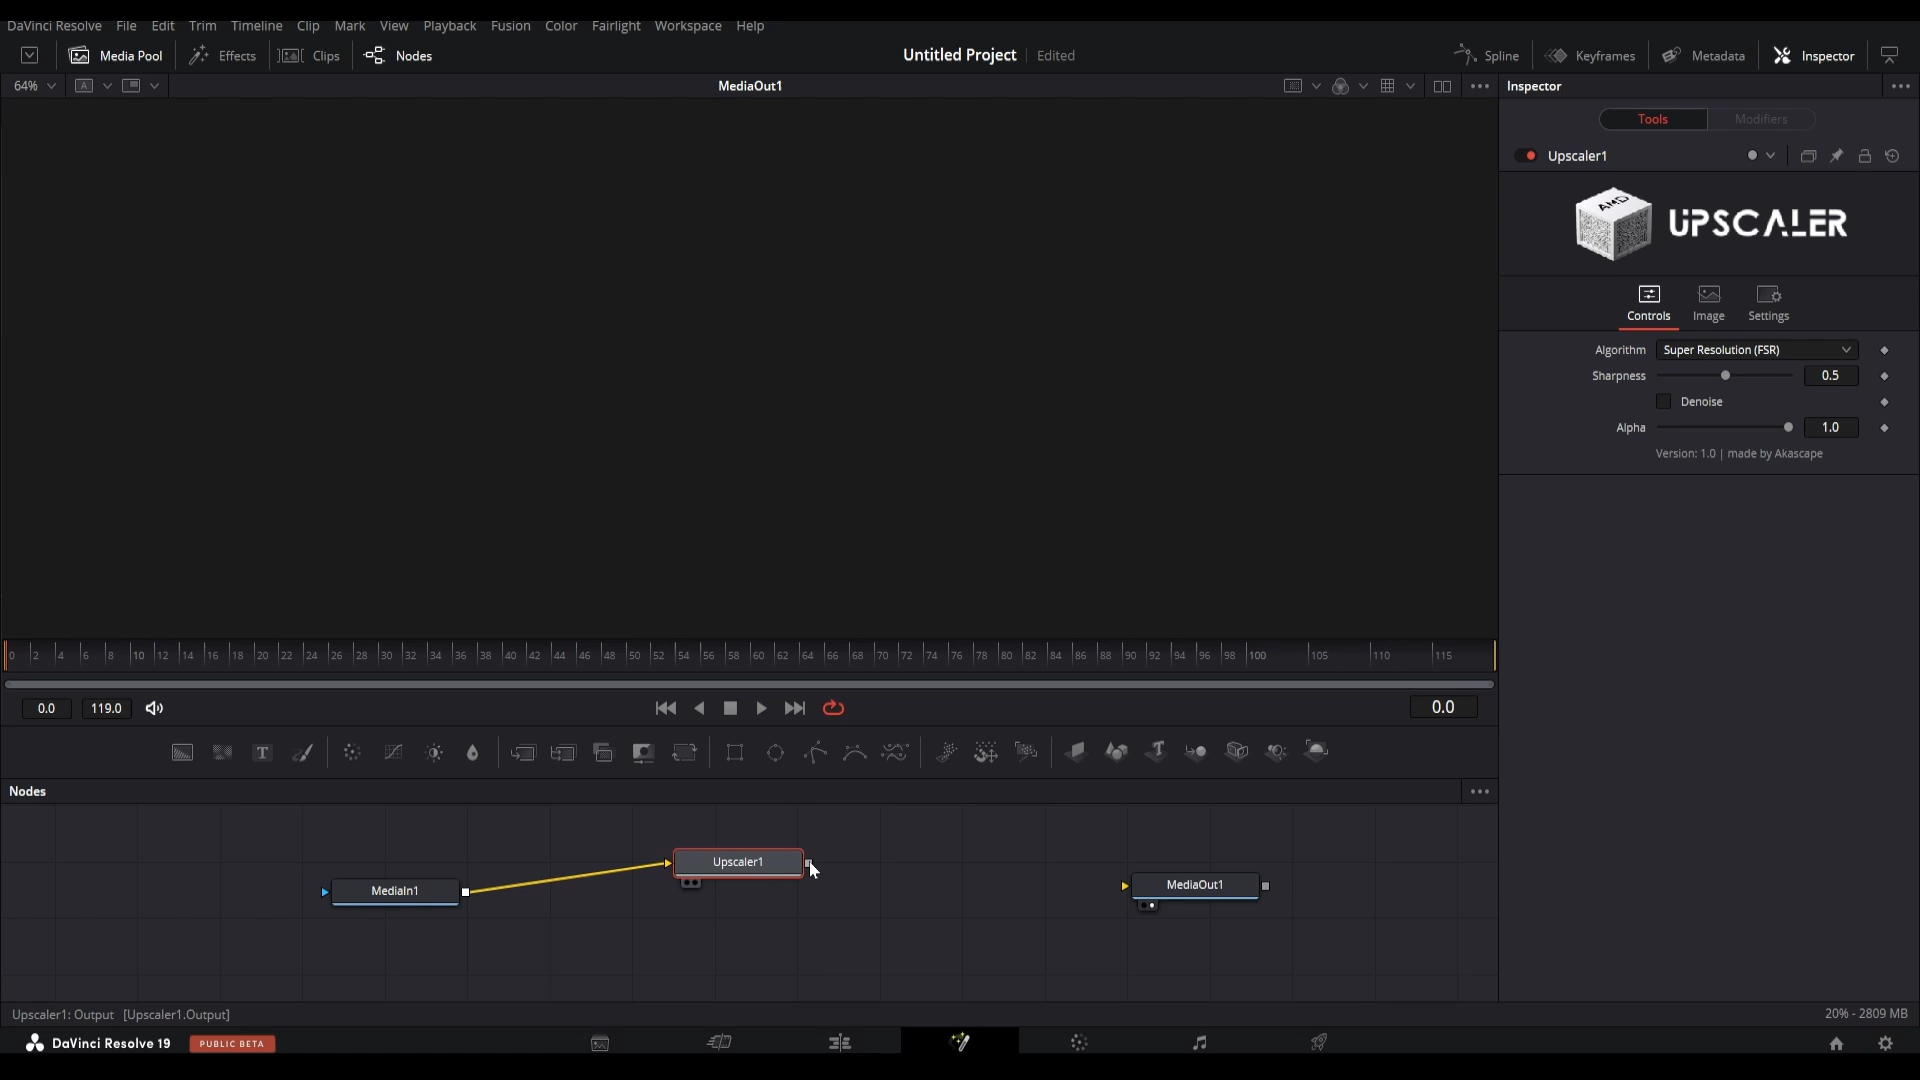 DaVinci Resolve File Edit Trim Timeline Clip Mark View Playback Fusion Color Fairlight Workspace Help
Media Pool Effects Clips Nodes Untitled Project Edited Spline Keyframes Metadata Inspector
64% A MediaOut1 Inspector
Tools Modifiers
Upscaler1
AMD UPSCALER
Controls Image Settings
Algorithm Super Resolution (FSR)
Sharpness 0.5
Denoise
Alpha 1.0
Version: 1.0 | made by Akascape
0 2 4 6 8 10 12 14 16 18 20 22 24 26 28 30 32 34 36 38 40 42 44 46 48 50 52 54 56 58 60 62 64 66 68 70 72 74 76 78 80 82 84 86 88 90 92 94 96 98 100 105 110 115
0.0 119.0 0.0
T T
Nodes
Upscaler1
MediaIn1 MediaOut1
Upscaler1: Output [Upscaler1.Output] 20% - 2809 MB
DaVinci Resolve 19 PUBLIC BETA